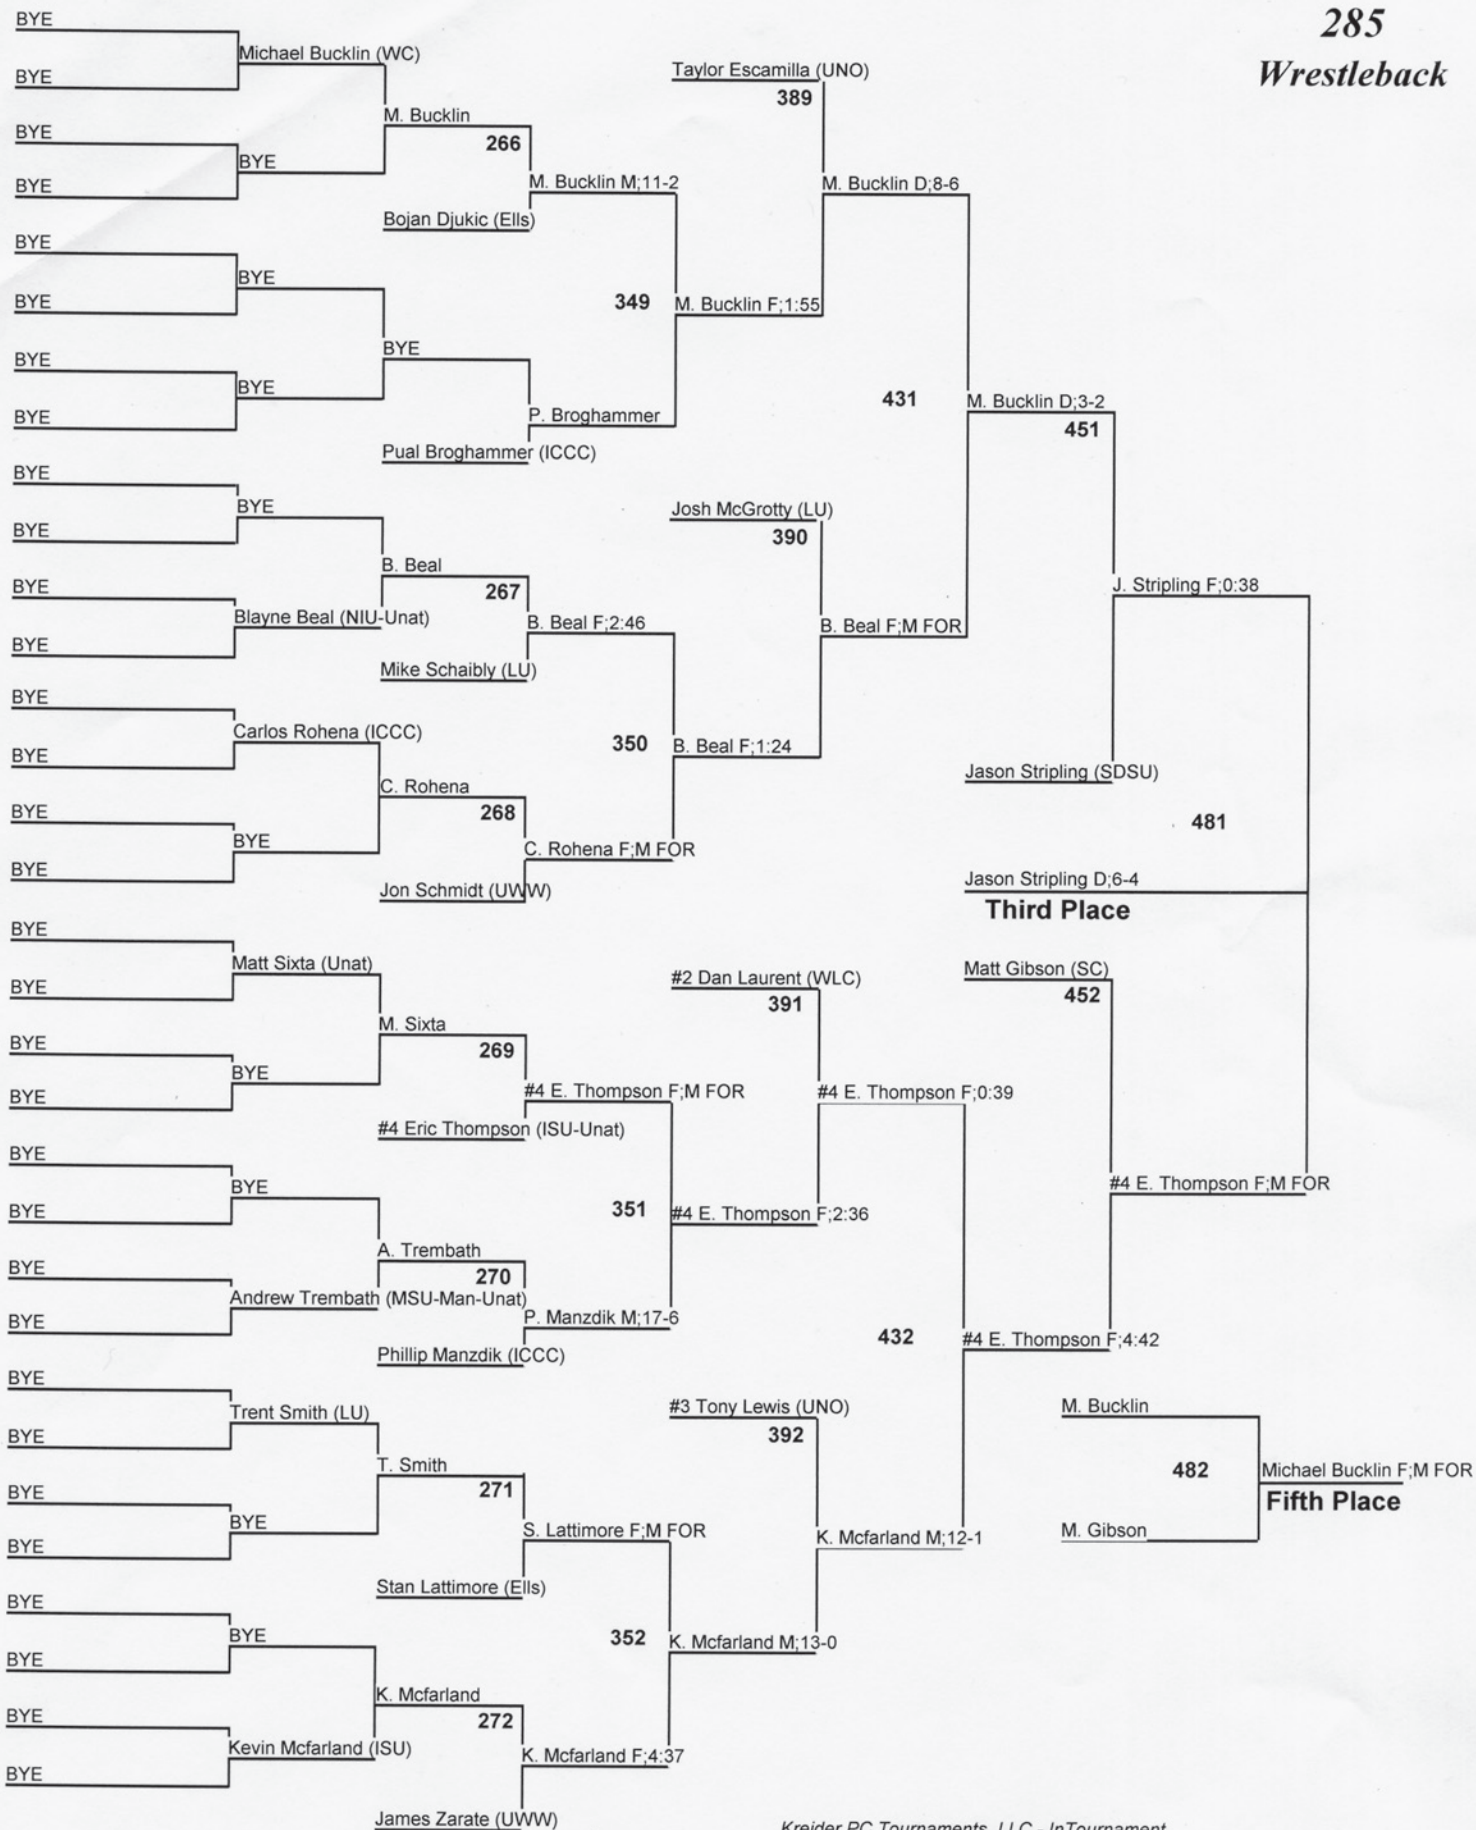 285
Wrestleback
BYE
Michael Bucklin (WC)
BYE
Taylor Escamilla (UNO)
389
M. Bucklin
266
BYE
BYE
BYE
M. Bucklin M;11-2
M. Bucklin D;8-6
Bojan Djukic (Ells)
BYE
BYE
BYE
349
M. Bucklin F;1:55
BYE
BYE
BYE
BYE
431
M. Bucklin D;3-2
451
P. Broghammer
Pual Broghammer (ICCC)
BYE
BYE
BYE
Josh McGrotty (LU)
390
B. Beal
267
BYE
Blayne Beal (NIU-Unat)
BYE
J. Stripling F;0:38
B. Beal F;2:46
B. Beal F;M FOR
Mike Schaibly (LU)
BYE
Carlos Rohena (ICCC)
BYE
350
B. Beal F;1:24
Jason Stripling (SDSU)
C. Rohena
268
BYE
BYE
BYE
481
C. Rohena F;M FOR
Jon Schmidt (UWW)
Jason Stripling D;6-4
Third Place
BYE
Matt Sixta (Unat)
BYE
#2 Dan Laurent (WLC)
391
Matt Gibson (SC)
452
M. Sixta
269
BYE
BYE
BYE
#4 E. Thompson F;M FOR
#4 E. Thompson F;0:39
#4 Eric Thompson (ISU-Unat)
BYE
BYE
BYE
351
#4 E. Thompson F;2:36
#4 E. Thompson F;M FOR
A. Trembath
270
BYE
Andrew Trembath (MSU-Man-Unat)
BYE
P. Manzdik M;17-6
Phillip Manzdik (ICCC)
432
#4 E. Thompson F;4:42
BYE
Trent Smith (LU)
BYE
#3 Tony Lewis (UNO)
392
M. Bucklin
T. Smith
271
482
Michael Bucklin F;M FOR
Fifth Place
BYE
BYE
BYE
S. Lattimore F;M FOR
K. Mcfarland M;12-1
M. Gibson
Stan Lattimore (Ells)
BYE
BYE
BYE
352
K. Mcfarland M;13-0
K. Mcfarland
272
BYE
Kevin Mcfarland (ISU)
BYE
K. Mcfarland F;4:37
James Zarate (UWW)
Kreider PC Tournaments, LLC - InTournament